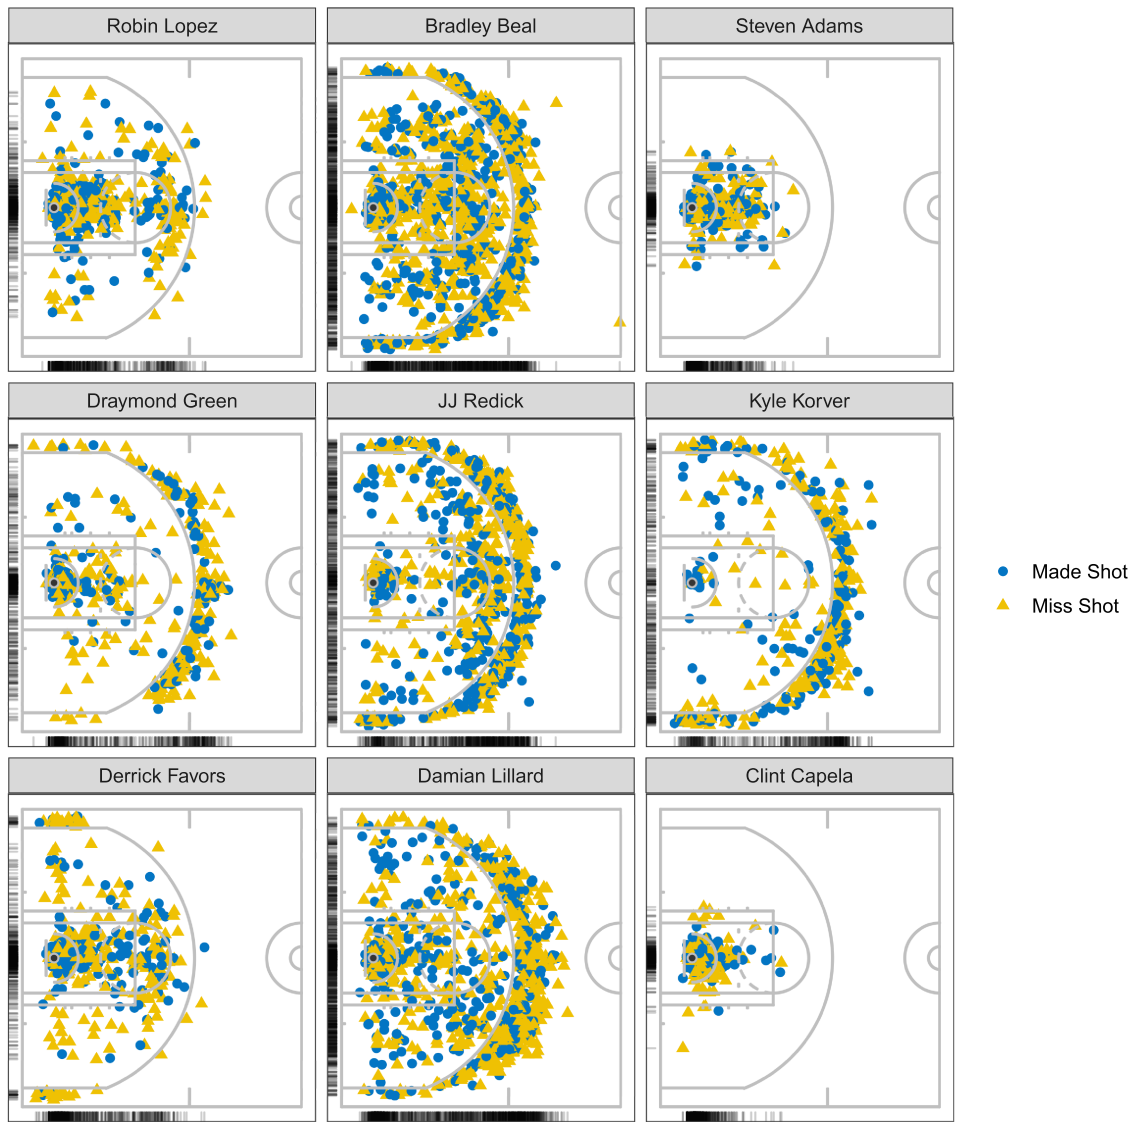 Robin Lopez
Bradley Beal
Steven Adams
Draymond Green
JJ Redick
Kyle Korver
Made Shot
Miss Shot
Derrick Favors
Damian Lillard
Clint Capela